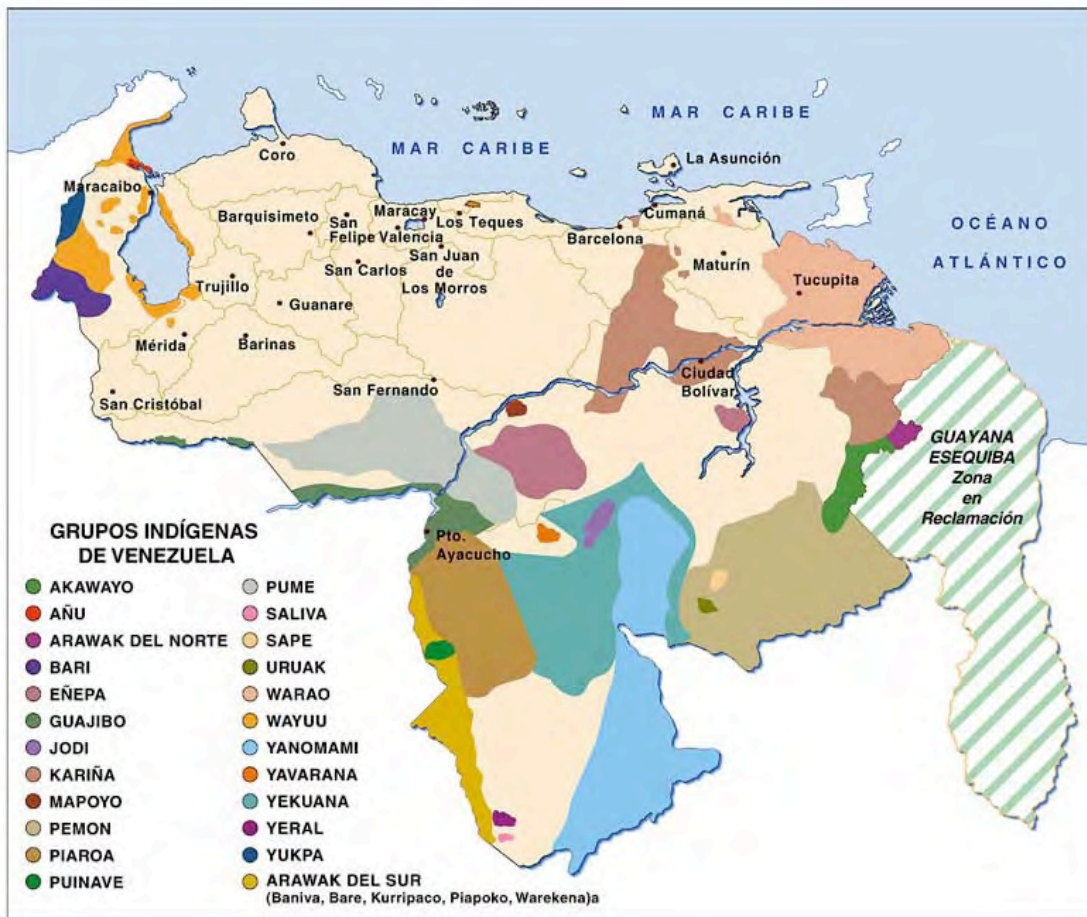 MAR CARIBE
MAR CARIBE
Coro
La Asunción
Maracaibo
Barquisimeto
San
Felipe
Maracay
Valencia
Los Teques
Cumaná
Barcelona
OCÉANO
ATLÁNTICO
San Carlos
San Juan
de
Los Morros
Maturín
Tucupita
Trujillo
Guanare
Mérida
Barinas
San Cristóbal
San Fernando
Ciudad
Bolívar
GUAYANA
ESEQUIBA
Zona
en
Reclamación
Pto.
Ayacucho
GRUPOS INDÍGENAS
DE VENEZUELA
AKAWAYO
AÑU
ARAWAK DEL NORTE
BARI
EÑEPA
GUAJIBO
JODI
KARIÑA
MAPOYO
PEMON
PIAROA
PUINAVE
PUME
SALIVA
SAPE
URUAK
WARAO
WAYUU
YANOMAMI
YAVARANA
YEKUANA
YERAL
YUKPA
ARAWAK DEL SUR
(Baniva, Bare, Kurripaco, Piapoko, Warekena)a